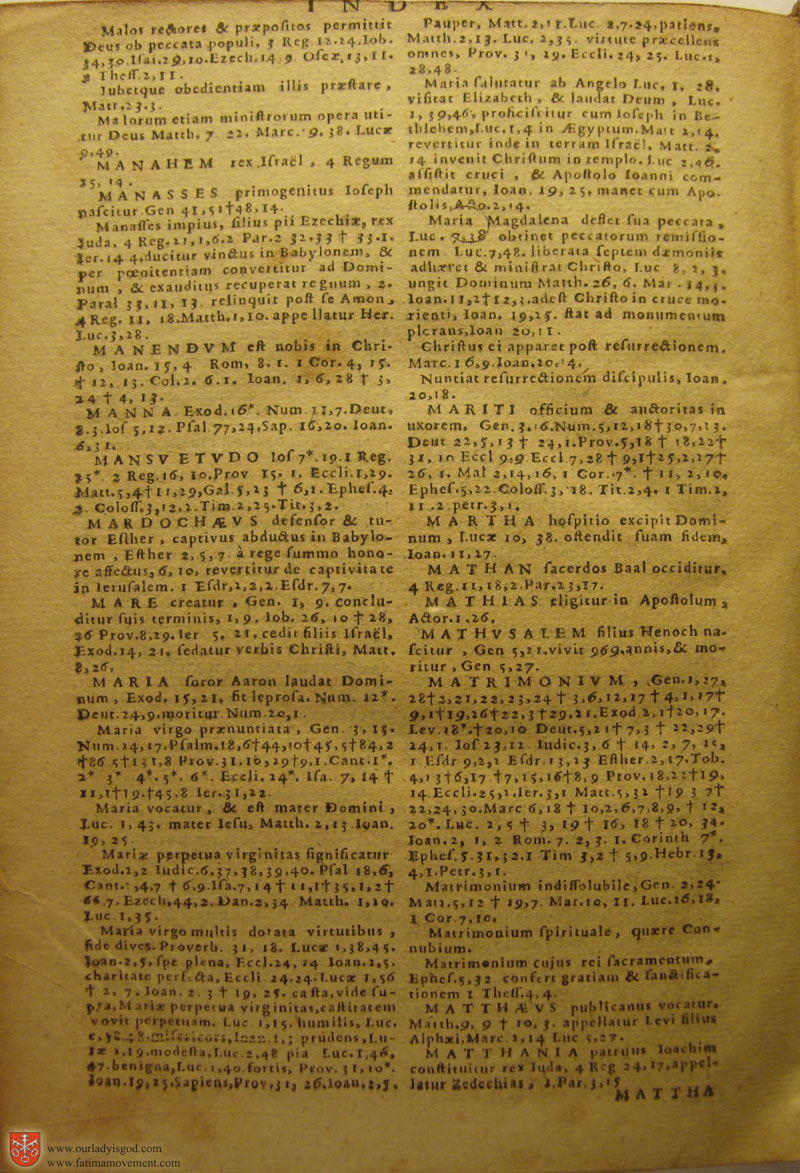 INDEX
Malos rectores & præpositos permittit
Deus ob peccata populi, 3 Reg 12.24. Iob.
34,30. Isai. 29,10. Ezech. 14 9. Oseæ, 13,11.
2 Thess. 2,11.
Iubetque obedientiam illis præstare,
Matt. 23.3.
Malorum etiam ministrorum opera uti-
tur Deus Matth. 7 22. Marc. 9. 38. Lucæ
9,49.
MANAHEM rex Israël, 4 Regum
15, 14.
MANASSES primogenitus Ioseph
nascitur. Gen 41,51†48,14.
Manasses impius, filius pii Ezechiæ, rex
Iuda, 4 Reg. 21,1,6.2 Par. 2 32.33 † 33.1.
Ier. 14 4, ducitur vinctus in Babylonem, &
per pœnitentiam convertitur ad Domi-
num, & exauditus recuperat regnum, 2.
Paral 33,11,13 relinquit post se Amon,
4 Reg. 21, 18. Matth. 1,10. appellatur Her.
Luc. 3,28.
MANENDVM est nobis in Chri-
sto, Ioan. 15,4 Rom, 8. 1. 1 Cor. 4, 15.
† 12, 13. Col. 2. 6. 1. Ioan. 1,6,28 † 3,
24 † 4, 13.
MANNA Exod. 16*. Num. 11,7. Deut.
8.3. Ios 5,12. Psal 77,24, Sap. 16,20. Ioan.
6,31.
MANSVETVDO Ios 7*. 19. 1 Reg.
25*. 2 Reg. 16, 10. Prov 15. 1. Eccli. 1,29.
Matt. 5,4†11,29, Gal. 5,23 † 6,1. Ephes. 4,
2. Coloss. 3,12.2. Tim. 2,25. Tit. 3,2.
MARDOCHÆVS defensor & tu-
tor Esther, captivus abductus in Babylo-
nem, Esther 2,5,7 à rege summo hono-
re affectus, 6, 10, revertitur de captivitate
in Ierusalem. 1 Esdr, 2, 2, 2. Esdr. 7,7.
MARE creatur, Gen. 1, 9. conclu-
ditur suis terminis, 1, 9. Iob. 26, 10 † 28,
26 Prov. 8,29. Ier 5, 21. cedit filiis Israël,
Exod. 14, 21, sedatur verbis Christi, Matt.
8,26.
MARIA soror Aaron laudat Domi-
num, Exod. 15,21, fit leprosa. Num. 12*.
Deut. 24,9. moritur Num. 20,1.
Maria virgo prænuntiata, Gen. 3, 15.
Num. 24,17. Psalm. 18,6†44,10†45,5†84,2
†86 5†131,8 Prov. 31.10,29†9,1. Cant. 1*.
2* 3* 4*. 5*. 6*. Eccli. 24*. Isa. 7, 14 †
11,1†19.†45,8 Ier. 31,22.
Maria vocatur, & est mater Domini,
Luc. 1, 43. mater Iesu, Matth. 2,13. Ioan.
19, 25.
Mariæ perpetua virginitas significatur
Exod. 3,2 Iudic. 6.37,38,39.40. Psal 18,6,
Cant. 4,7 † 6.9. Isa. 7,14†11,1†35,1,2†
66.7. Ezech, 44,2. Dan. 2,34 Matth. 1,20.
Luc. 1,35.
Maria virgo multis dotata virtutibus,
fide dives. Proverb. 31, 18. Lucæ 1,38,45.
Ioan. 2,5, spe plena, Eccl. 24,24 Ioan. 2,5.
charitate perfecta, Eccli 24.24. Lucæ 1,56
† 2, 7. Ioan. 2. 3 † 19, 25. casta, vide su-
pra, Mariæ perpetua virginitas, castitatem
vovit perpetuam. Luc 1,15. humilis, Luc.
misericors, Ioan. prudens, Lu-
cæ 1,29. modesta, Luc. 2,48 pia Luc. 1,46,
47. benigna, Luc. 1,40. fortis, Prov. 31,10*.
Ioan. 19,25. Sapiens, Prov, 31, 26. Ioan, 2,5.
Pauper, Matt. 2,11. Luc. 2,7.24, patiens,
Matth. 2,13. Luc. 2,35. virtute præcellens
omnes, Prov. 31, 29. Eccli. 24, 25. Luc. 1,
28,48.
Maria salutatur ab Angelo Luc, 1, 28,
visitat Elizabeth, & laudat Deum, Luc.
1, 39,46, proficiscitur cum Ioseph in Be-
thlehem, Luc. 2,4 in Ægyptum. Matt 2,14.
revertitur inde in terram Israël, Matt. 2,
14 invenit Christum in templo. Luc 2,46.
assistit cruci, & Apostolo Ioanni com-
mendatur, Ioan. 19, 25, manet cum Apo-
stolis, Acto. 2,14.
Maria Magdalena deflet sua peccata,
Luc. 7,38 obtinet peccatorum remissio-
nem Luc. 7,48. liberata septem dæmoniis
adhæret & ministrat Christo, Luc 8, 2, 3,
ungit Dominum Matth. 26, 6. Mar. 14,3.
Ioan. 11,2†12,3. adest Christo in cruce mo-
rienti, Ioan. 19,25. stat ad monumentum
plorans, Ioan 20,11.
Christus ei apparet post resurrectionem.
Marc. 16,9. Ioan. 20,14.
Nuntiat resurrectionem discipulis, Ioan.
20,18.
MARITI officium & auctoritas in
uxorem, Gen. 3.16. Num. 5,12,18†30,7,13.
Deut 22,5,13 † 24,1. Prov. 5,18 † 18,22†
31, 10 Eccl 9,9. Eccl 7,28 † 9,1†25,2,27†
26, 1. Mal 2,14,16, 1 Cor. 7*. † 11, 2, 10,
Ephes. 5,22. Coloss. 3, 18. Tit. 2,4. 1 Tim. 2,
11. 2. petr. 3, 1.
MARTHA hospitio excipit Domi-
num, Lucæ 10, 38. ostendit suam fidem,
Ioan. 11,27.
MATHAN sacerdos Baal occiditur,
4 Reg. 11,18,2. Par. 23,17.
MATHIAS eligitur in Apostolum,
Actor. 1.26.
MATHVSALEM filius Henoch na-
scitur, Gen 5,21. vivit 969. annis, & mo-
ritur, Gen 5,27.
MATRIMONIVM, Gen. 1,27,
28†2,21,22,23,24 † 3,6,12,17 † 4,1,17†
9,1†19,26†22,3†29,21. Exod 2,1†20,17.
Lev. 18*.†20,10 Deut. 5,21†7,3 † 22,29†
24,1. Ios 23,12 Iudic. 3, 6 † 14, 2, 7, 15,
1 Esdr 9,2,1 Esdr. 13,23 Esther. 2,17. Tob.
4,13†6,17 †7,15,16†8,9 Prov. 18,22†19,
14. Eccli. 25,1. Ier. 3,1 Matt. 5,32 †19 3 7†
22,24,30. Marc 6,18 † 10,2,6,7,8,9. † 12,
20*. Luc. 2,5 † 3, 19 † 16, 18 † 20, 34.
Ioan. 2, 1, 2 Rom. 7. 2, 3. 1. Corinth 7*.
Ephes. 5.31,32.1 Tim 3,2 † 5,9. Hebr. 13,
4,1. Petr. 3,1.
Matrimonium indissolubile, Gen. 2,24.
Matt. 5,12 † 19,7. Mar. 10, 11. Luc. 16,18,
1 Cor. 7,10.
Matrimonium spirituale, quære Con-
nubium.
Matrimonium cujus rei sacramentum,
Ephes. 5,32 confert gratiam & sanctifica-
tionem 1 Thess. 4.4.
MATTHÆVS publicanus vocatur.
Matth, 9, 9 † 10, 3. appellatur Levi filius
Alphæi, Marc. 2,14 Luc 5,27.
MATTHANIA patruus Ioachim
constituitur rex Iuda, 4 Reg 24,17, appel-
latur Zedechias, 2. Par. 3,15
MATTHA
www.ourladyisgod.com
www.fatimamovement.com